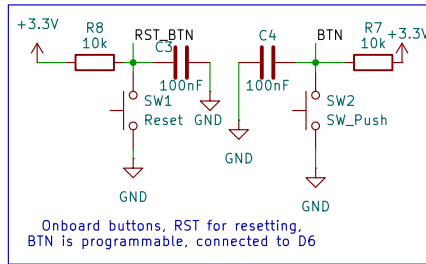 +3.3V
R8
10k
RST_BTN
C3
100nF
GND
SW1
Reset
GND
C4
100nF
GND
BTN
R7
10k
+3.3V
SW2
SW_Push
GND
Onboard buttons, RST for resetting,
BTN is programmable, connected to D6